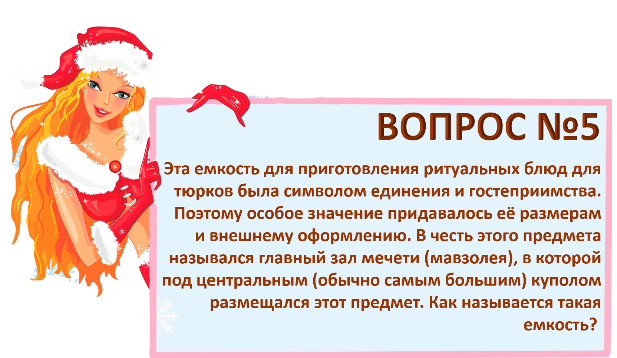 ВОПРОС №5
Эта емкость для приготовления ритуальных блюд для
тюрков была символом единения и гостеприимства.
Поэтому особое значение придавалось её размерам
и внешнему оформлению. В честь этого предмета
назывался главный зал мечети (мавзолея), в которой
под центральным (обычно самым большим) куполом
размещался этот предмет. Как называется такая
емкость?